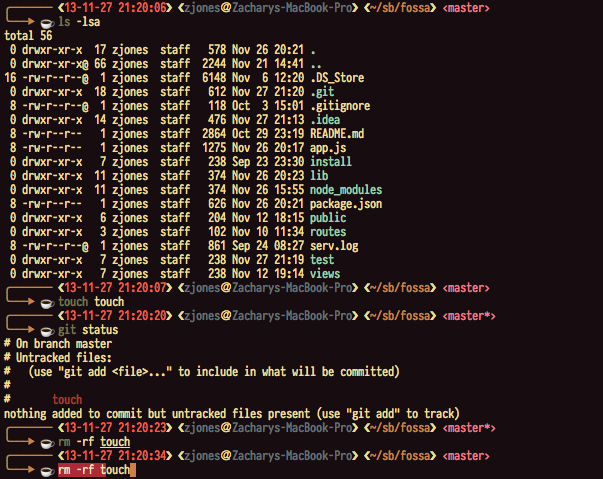 ❮13-11-27 21:20:06❯ ❮zjones@Zacharys-MacBook-Pro❯ ❮~/sb/fossa❯ <master>
ls -lsa
total 56
0 drwxr-xr-x 17 zjones staff 578 Nov 26 20:21 .
0 drwxr-xr-x@ 66 zjones staff 2244 Nov 21 14:41 ..
16 -rw-r--r--@ 1 zjones staff 6148 Nov 6 12:20 .DS_Store
0 drwxr-xr-x 18 zjones staff 612 Nov 27 21:20 .git
8 -rw-r--r--@ 1 zjones staff 118 Oct 3 15:01 .gitignore
0 drwxr-xr-x 14 zjones staff 476 Nov 27 21:13 .idea
8 -rw-r--r-- 1 zjones staff 2864 Oct 29 23:19 README.md
8 -rw-r--r-- 1 zjones staff 1275 Nov 26 20:17 app.js
0 drwxr-xr-x 7 zjones staff 238 Sep 23 23:30 install
0 drwxr-xr-x 11 zjones staff 374 Nov 26 20:23 lib
0 drwxr-xr-x 11 zjones staff 374 Nov 26 15:55 node_modules
8 -rw-r--r-- 1 zjones staff 626 Nov 26 20:21 package.json
0 drwxr-xr-x 6 zjones staff 204 Nov 12 18:15 public
0 drwxr-xr-x 3 zjones staff 102 Nov 10 11:34 routes
8 -rw-r--r--@ 1 zjones staff 861 Sep 24 08:27 serv.log
0 drwxr-xr-x 7 zjones staff 238 Nov 27 21:19 test
0 drwxr-xr-x 7 zjones staff 238 Nov 12 19:14 views
❮13-11-27 21:20:07❯ ❮zjones@Zacharys-MacBook-Pro❯ ❮~/sb/fossa❯ <master>
touch touch
❮13-11-27 21:20:20❯ ❮zjones@Zacharys-MacBook-Pro❯ ❮~/sb/fossa❯ <master*>
git status
# On branch master
# Untracked files:
#   (use "git add <file>..." to include in what will be committed)
#
#       touch
nothing added to commit but untracked files present (use "git add" to track)
❮13-11-27 21:20:23❯ ❮zjones@Zacharys-MacBook-Pro❯ ❮~/sb/fossa❯ <master*>
rm -rf touch
❮13-11-27 21:20:34❯ ❮zjones@Zacharys-MacBook-Pro❯ ❮~/sb/fossa❯ <master>
rm -rf touch